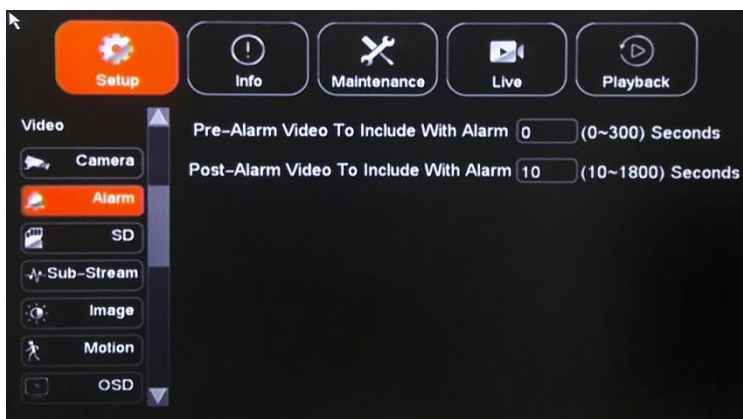 Setup
Info
Maintenance
Live
Playback
Video
Camera
Alarm
SD
Sub-Stream
Image
Motion
OSD
Pre-Alarm Video To Include With Alarm 0 (0~300) Seconds
Post-Alarm Video To Include With Alarm 10 (10~1800) Seconds